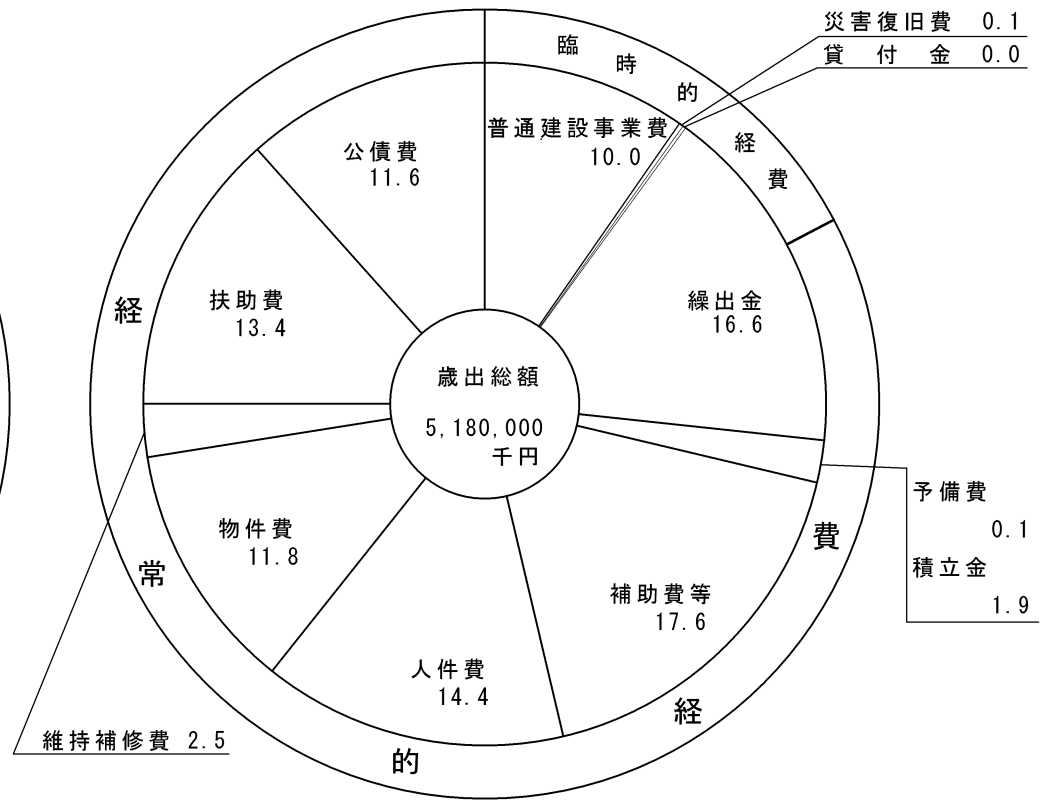 災害復旧費 0.1
貸付金 0.0
臨時的経費
普通建設事業費
10.0
公債費
11.6
扶助費
13.4
繰出金
16.6
歳出総額
5,180,000
千円
予備費
0.1
積立金
1.9
物件費
11.8
補助費等
17.6
人件費
14.4
維持補修費 2.5
経常的経費